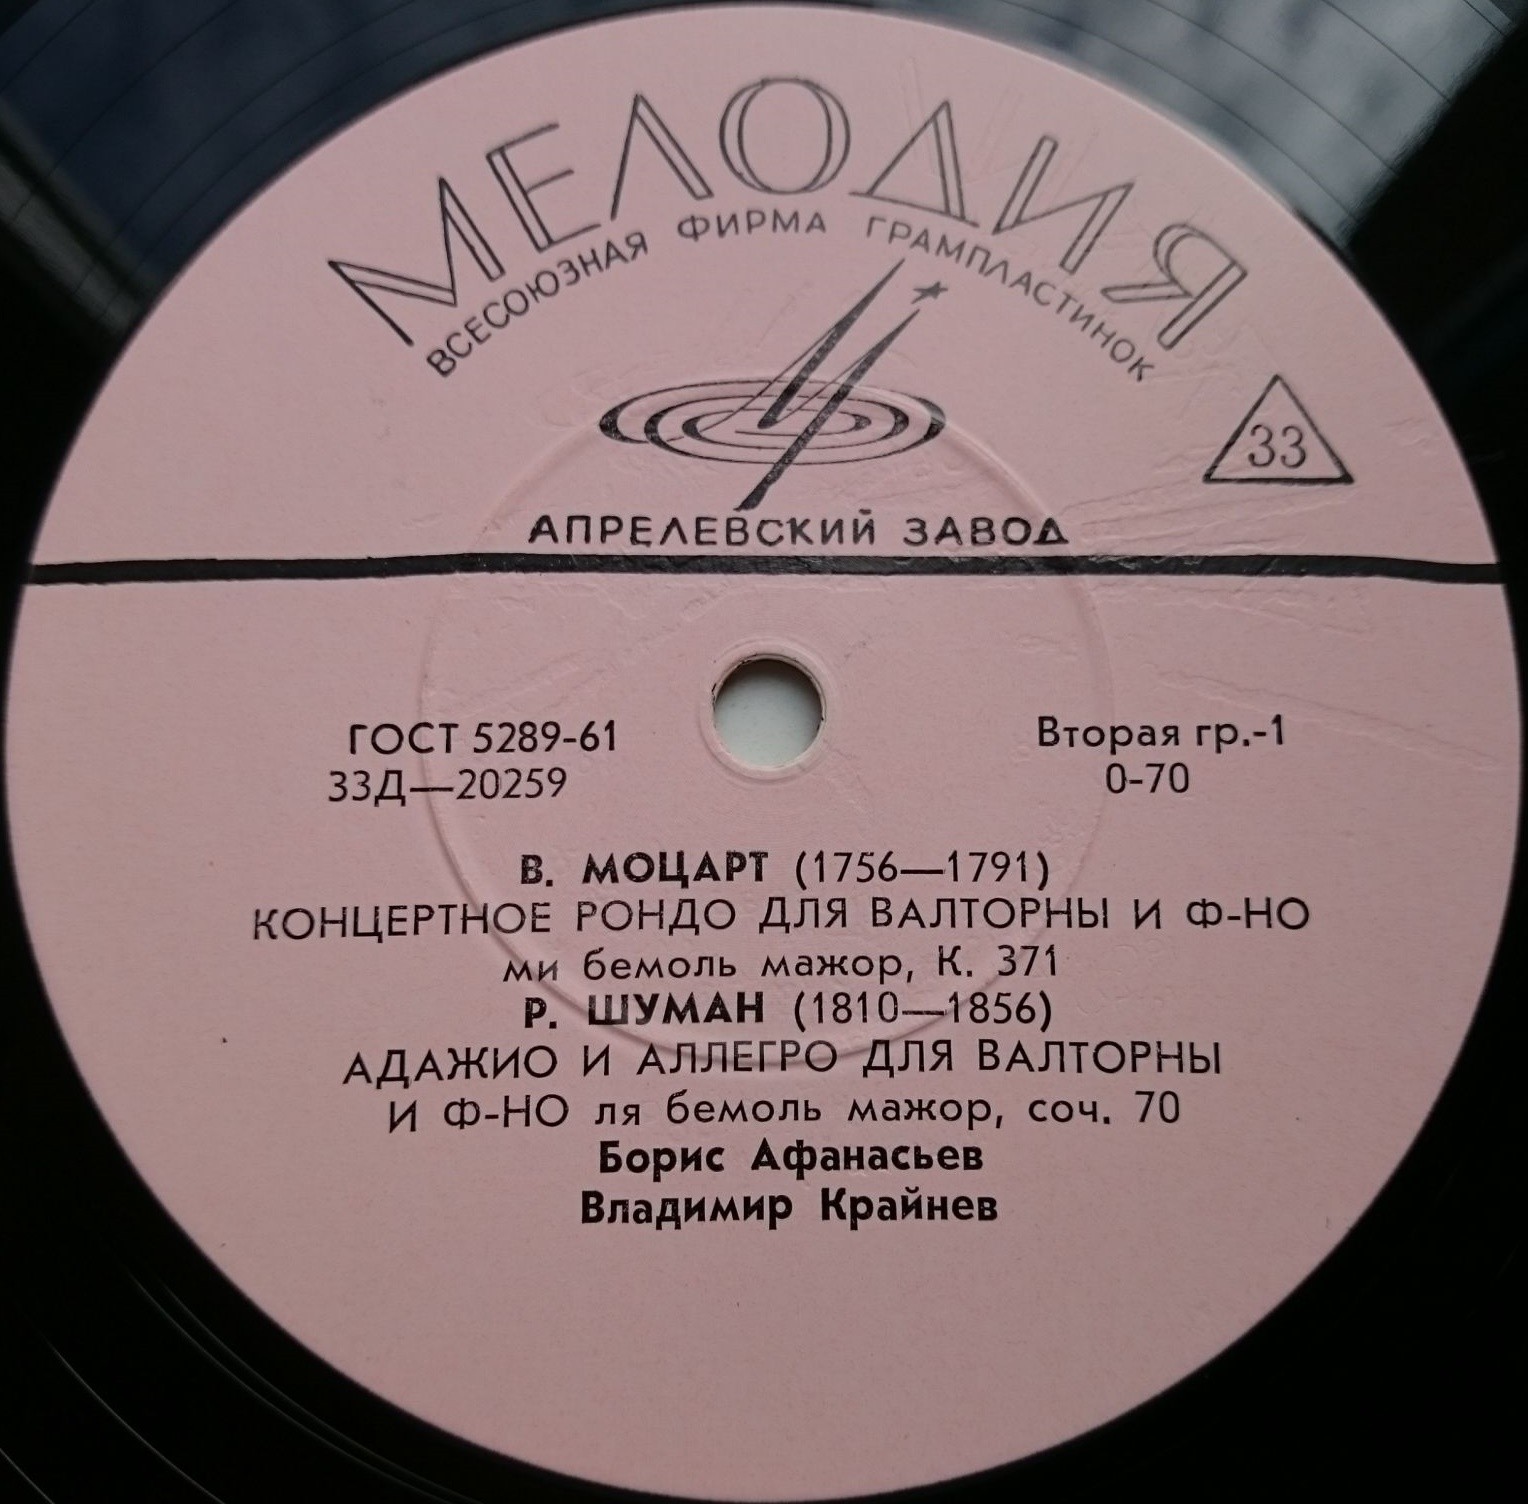 МЕЛОДИЯ
ВСЕСОЮЗНАЯ ФИРМА ГРАМПЛАСТИНОК
33
АПРЕЛЕВСКИЙ ЗАВОД
ГОСТ 5289-61
Вторая гр.-1
33Д—20259
0-70
В. МОЦАРТ (1756—1791)
КОНЦЕРТНОЕ РОНДО ДЛЯ ВАЛТОРНЫ И Ф-НО
ми бемоль мажор, К. 371
Р. ШУМАН (1810—1856)
АДАЖИО И АЛЛЕГРО ДЛЯ ВАЛТОРНЫ
И Ф-НО ля бемоль мажор, соч. 70
Борис Афанасьев
Владимир Крайнев